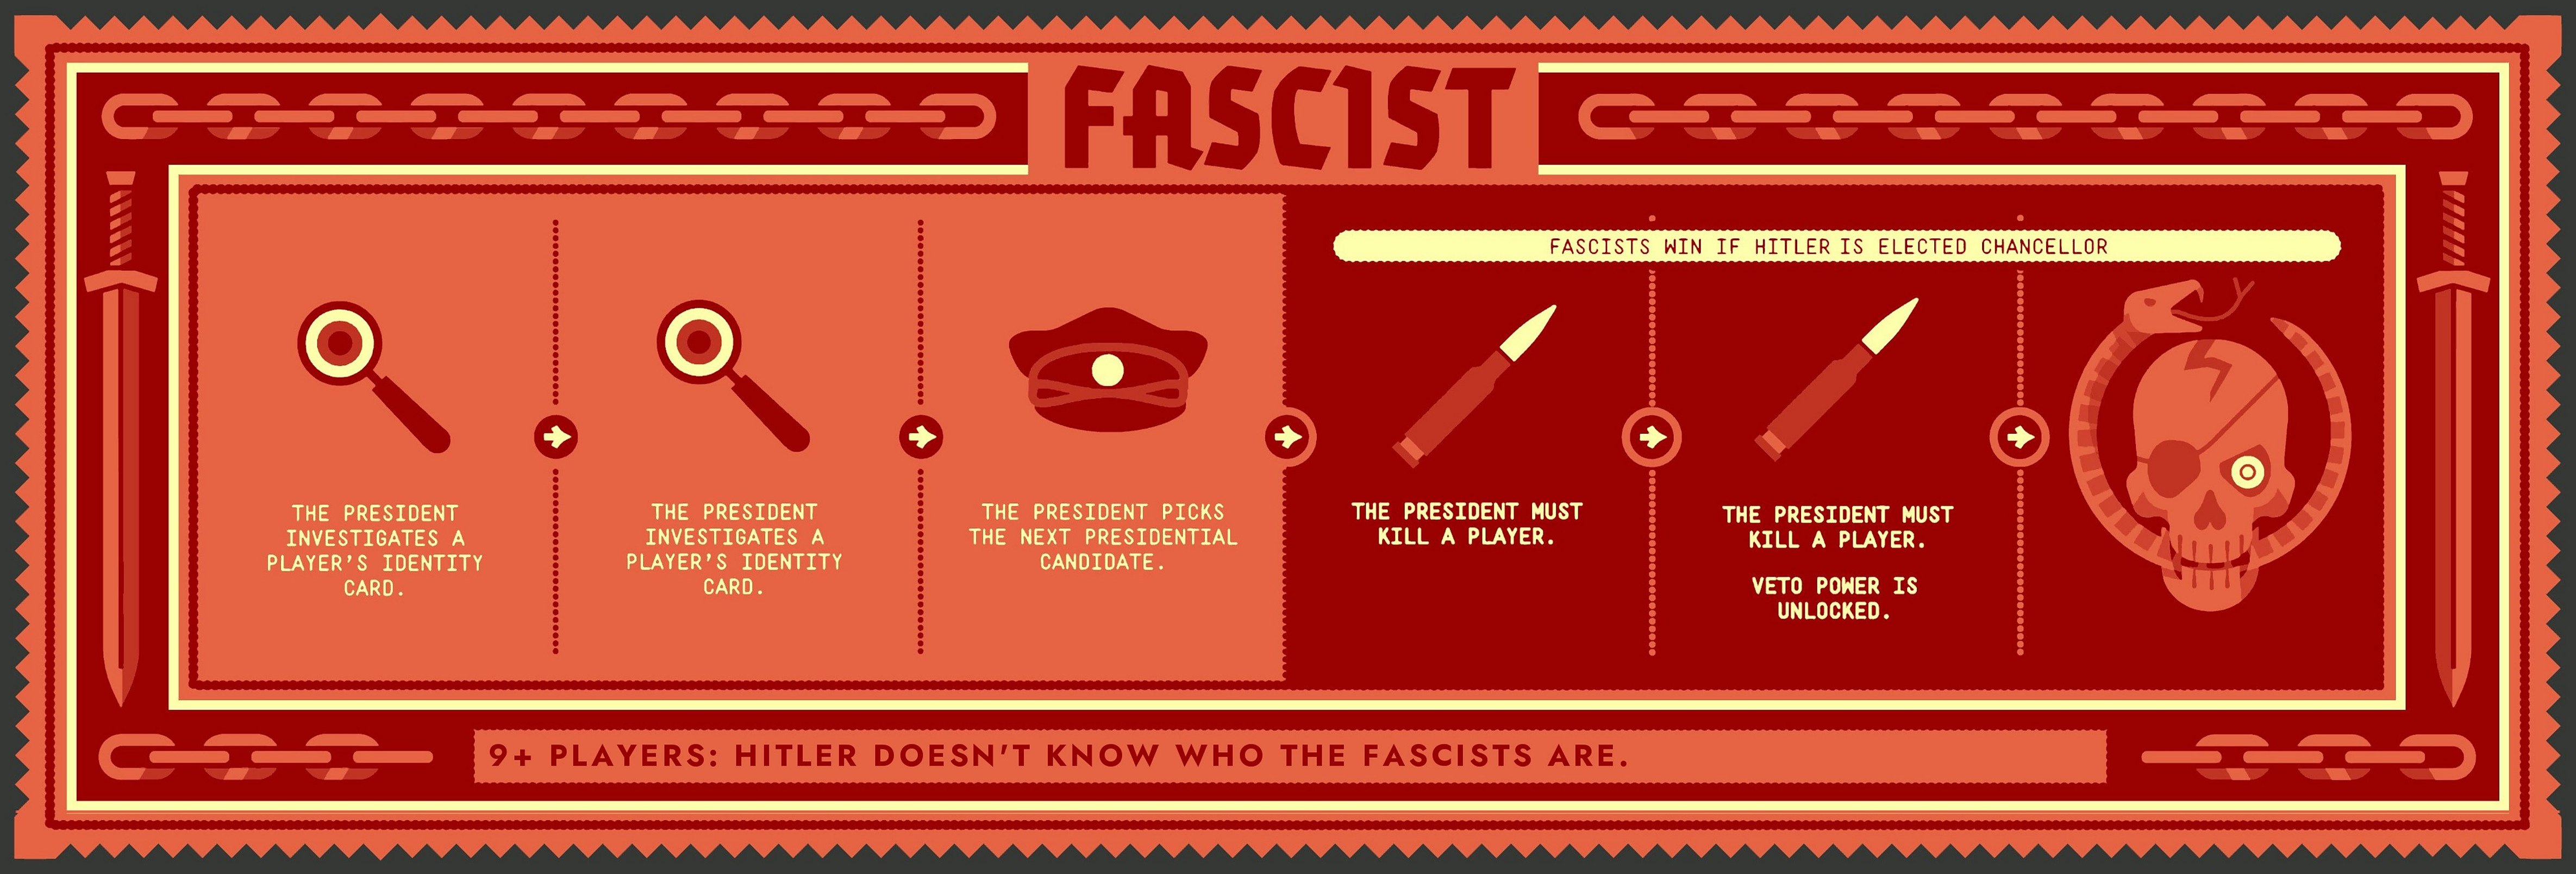 FASCIST
FASCISTS WIN IF HITLER IS ELECTED CHANCELLOR
THE PRESIDENT
INVESTIGATES A
PLAYER'S IDENTITY
CARD.
THE PRESIDENT
INVESTIGATES A
PLAYER'S IDENTITY
CARD.
THE PRESIDENT PICKS
THE NEXT PRESIDENTIAL
CANDIDATE.
THE PRESIDENT MUST
KILL A PLAYER.
THE PRESIDENT MUST
KILL A PLAYER.
VETO POWER IS
UNLOCKED.
9+ PLAYERS: HITLER DOESN'T KNOW WHO THE FASCISTS ARE.